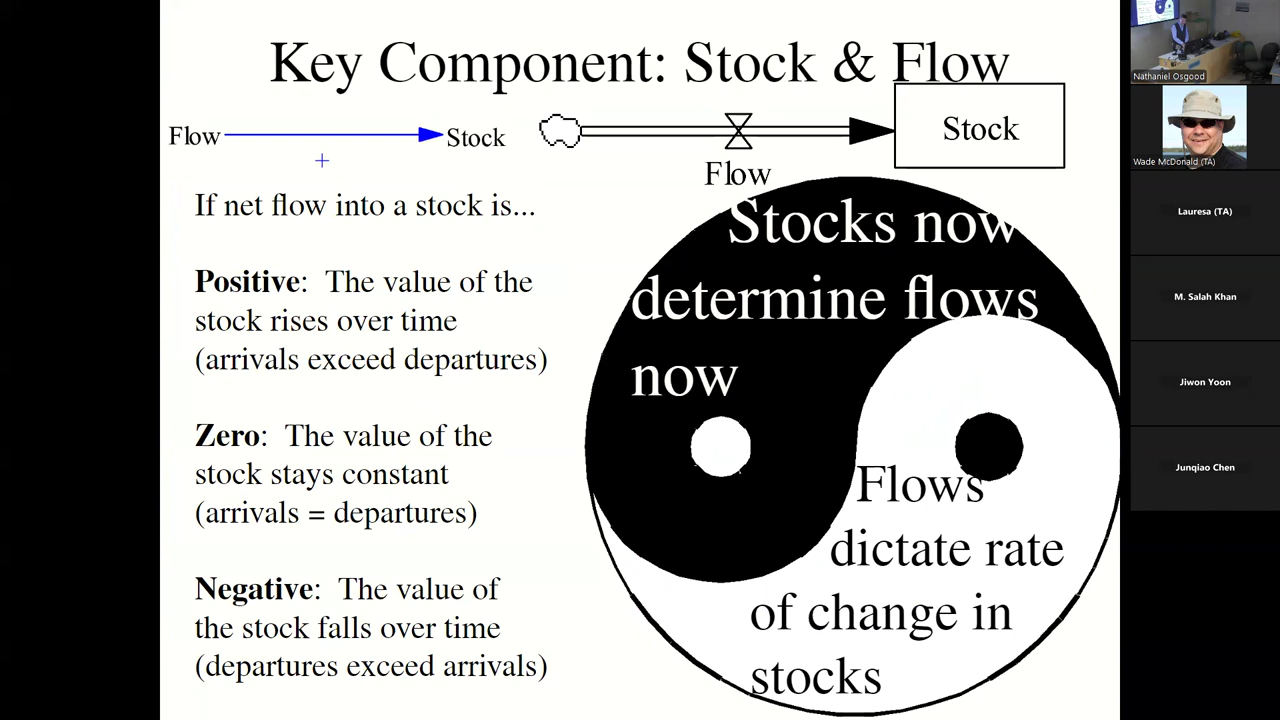 Key Component: Stock & Flow
Flow
Stock
+
Flow
Stock
If net flow into a stock is...
Positive: The value of the
stock rises over time
(arrivals exceed departures)
Zero: The value of the
stock stays constant
(arrivals = departures)
Negative: The value of
the stock falls over time
(departures exceed arrivals)
Stocks now
determine flows
now
Flows
dictate rate
of change in
stocks
Nathaniel Osgood
Wade McDonald (TA)
Lauresa (TA)
M. Salah Khan
Jiwon Yoon
Junqiao Chen